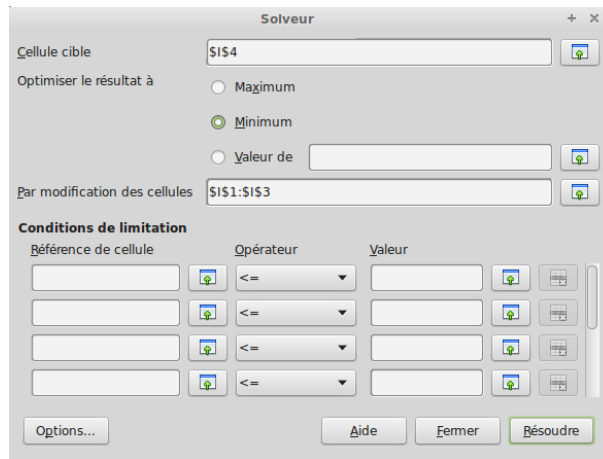 Solveur
Cellule cible $I$4
Optimiser le résultat à Maximum
Minimum
Valeur de
Par modification des cellules $I$1:$I$3
Conditions de limitation
Référence de cellule Opérateur Valeur
<=
<=
<=
<=
Options... Aide Fermer Résoudre